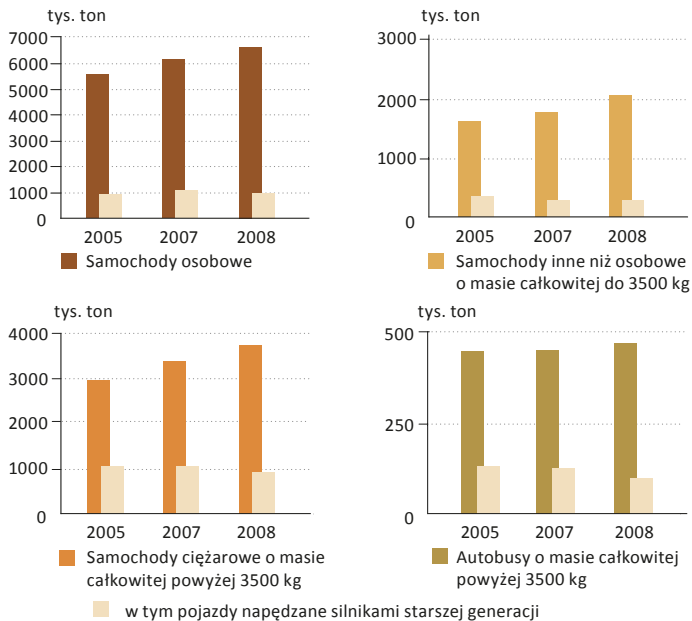 tys. ton
7000
6000
5000
4000
3000
2000
1000
0
2005 2007 2008
Samochody osobowe
tys. ton
3000
2000
1000
0
2005 2007 2008
Samochody inne niż osobowe
o masie całkowitej do 3500 kg
tys. ton
4000
3000
2000
1000
0
2005 2007 2008
Samochody ciężarowe o masie
całkowitej powyżej 3500 kg
tys. ton
500
250
0
2005 2007 2008
Autobusy o masie całkowitej
powyżej 3500 kg
w tym pojazdy napędzane silnikami starszej generacji